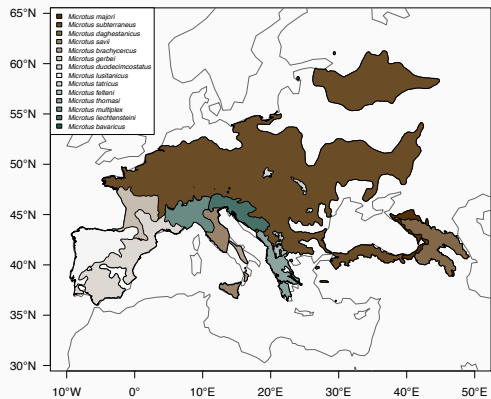 65°N
60°N
55°N
50°N
45°N
40°N
35°N
30°N
Microtus majori
Microtus subterraneus
Microtus daghestanicus
Microtus savii
Microtus brachycercus
Microtus gerbei
Microtus duodecimcostatus
Microtus lusitanicus
Microtus tatricus
Microtus felteni
Microtus thomasi
Microtus multiplex
Microtus liechtensteini
Microtus bavaricus
10°W 0° 10°E 20°E 30°E 40°E 50°E